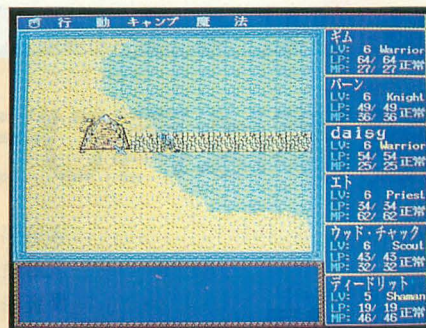 西 行 動 キャンプ 魔 法
ギム
LV: 6 Warrior
LP: 64/ 64 正常
MP: 27/ 27
パーン
LV: 6 Knight
LP: 49/ 49 正常
MP: 36/ 36
daisy
LV: 6 Warrior
LP: 54/ 54 正常
MP: 25/ 25
エト
LV: 6 Priest
LP: 34/ 34 正常
MP: 62/ 62
ウッド・チャック
LV: 6 Scout
LP: 43/ 43 正常
MP: 32/ 32
ディードリット
LV: 5 Shaman
LP: 19/ 19 正常
MP: 46/ 46